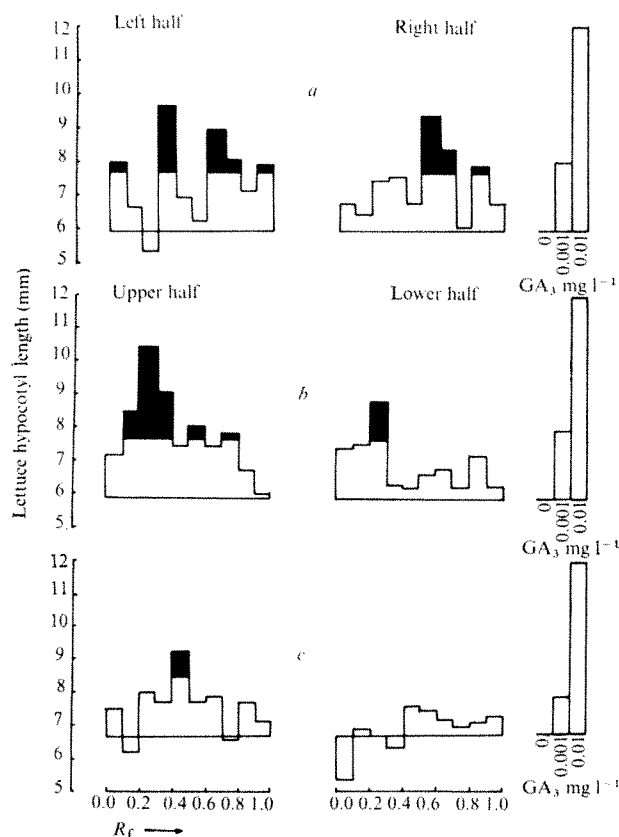 Left half
Right half
a
12
11
10
9
8
7
6
5
0
0.001
0.01
GA₃ mg l⁻¹
Upper half
Lower half
b
12
11
10
9
8
7
6
5
0
0.001
0.01
GA₃ mg l⁻¹
Lettuce hypocotyl length (mm)
c
12
11
10
9
8
7
6
5
0
0.001
0.01
GA₃ mg l⁻¹
0.0 0.2 0.4 0.6 0.8 1.0
0.0 0.2 0.4 0.6 0.8 1.0
R_f